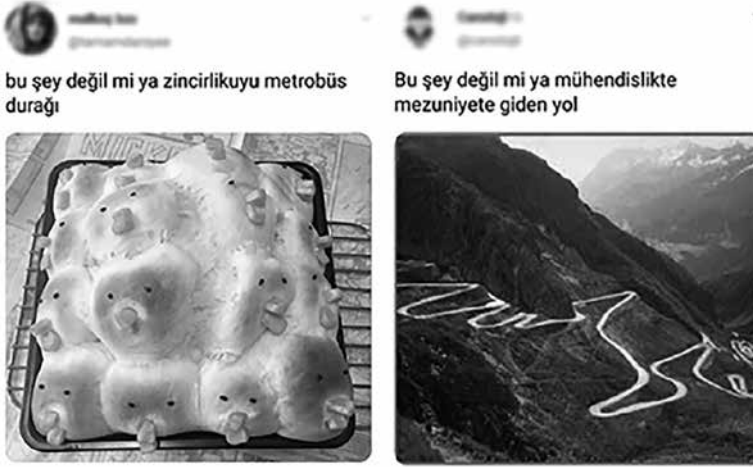 bu şey değil mi ya zincirlikuyu metrobüs
durağı
Bu şey değil mi ya mühendislikte
mezuniyete giden yol